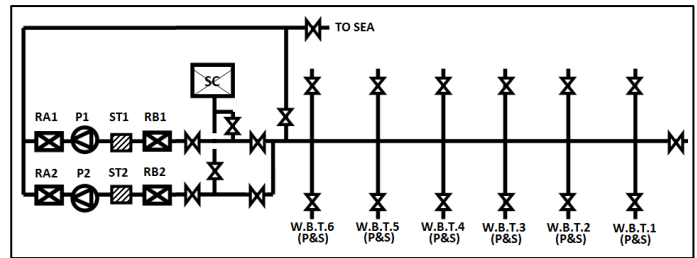 TO SEA
SC
RA1 P1 ST1 RB1
RA2 P2 ST2 RB2
W.B.T.6 W.B.T.5 W.B.T.4 W.B.T.3 W.B.T.2 W.B.T.1
(P&S) (P&S) (P&S) (P&S) (P&S) (P&S)